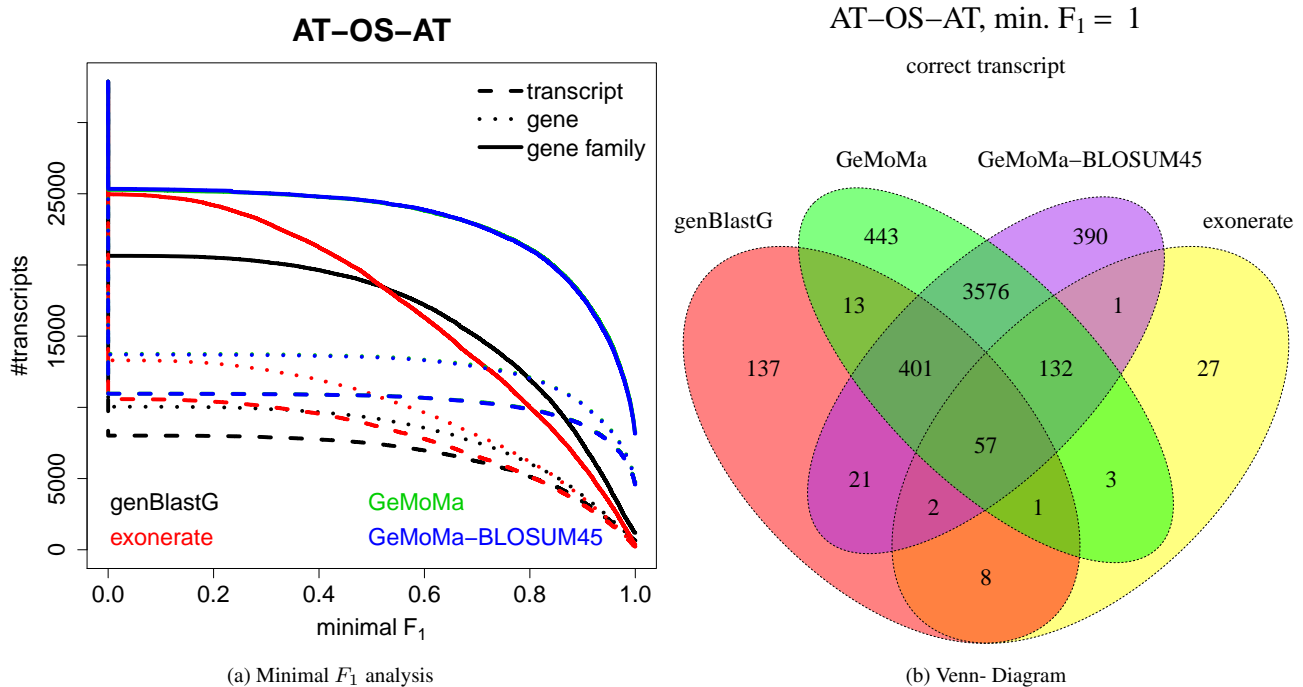 AT–OS–AT
transcript
gene
gene family
#transcripts
25000
15000
5000
0
genBlastG
GeMoMa
exonerate
GeMoMa–BLOSUM45
0.0 0.2 0.4 0.6 0.8 1.0
minimal F1
(a) Minimal F1 analysis
AT–OS–AT, min. F1 = 1
correct transcript
GeMoMa GeMoMa–BLOSUM45
genBlastG exonerate
443 390
3576
13 1
137 401 132 27
57
21 3
2 1
8
(b) Venn- Diagram